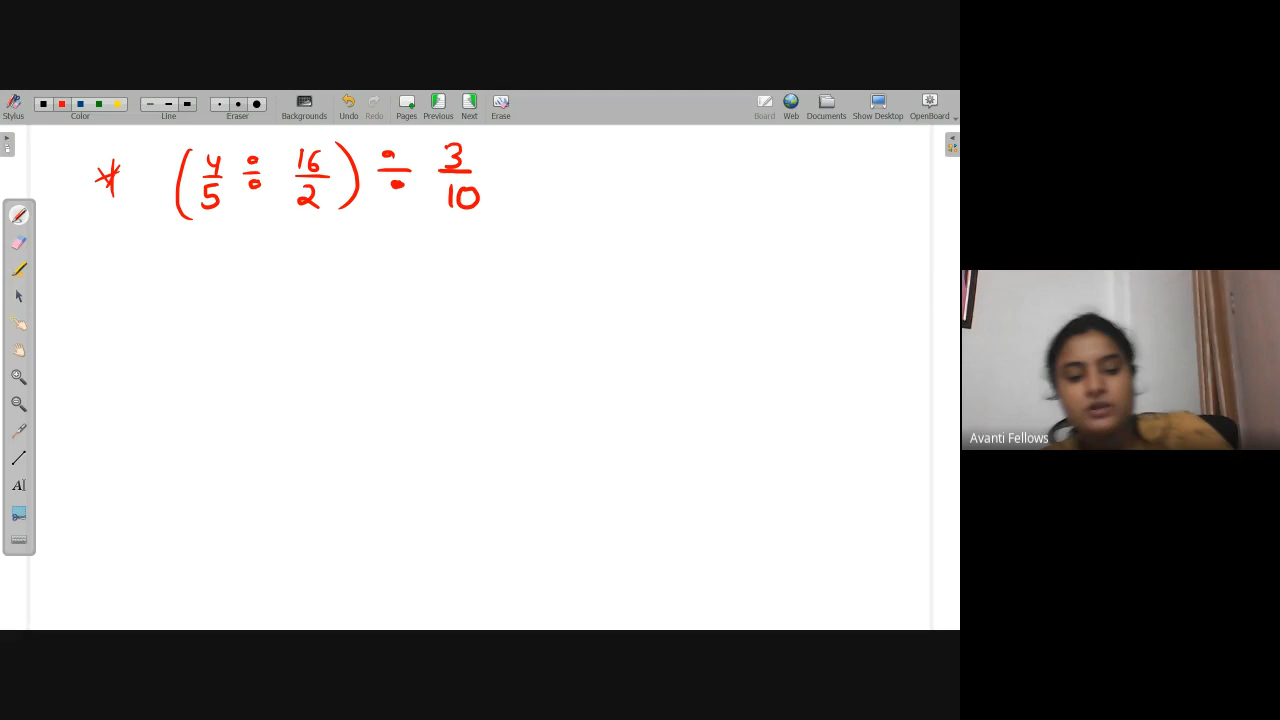 Stylus Color Line Eraser Backgrounds Undo Redo Pages Previous Next Erase Board Web Documents Show Desktop OpenBoard
* (4/5 ÷ 16/2) ÷ 3/10
Avanti Fellows